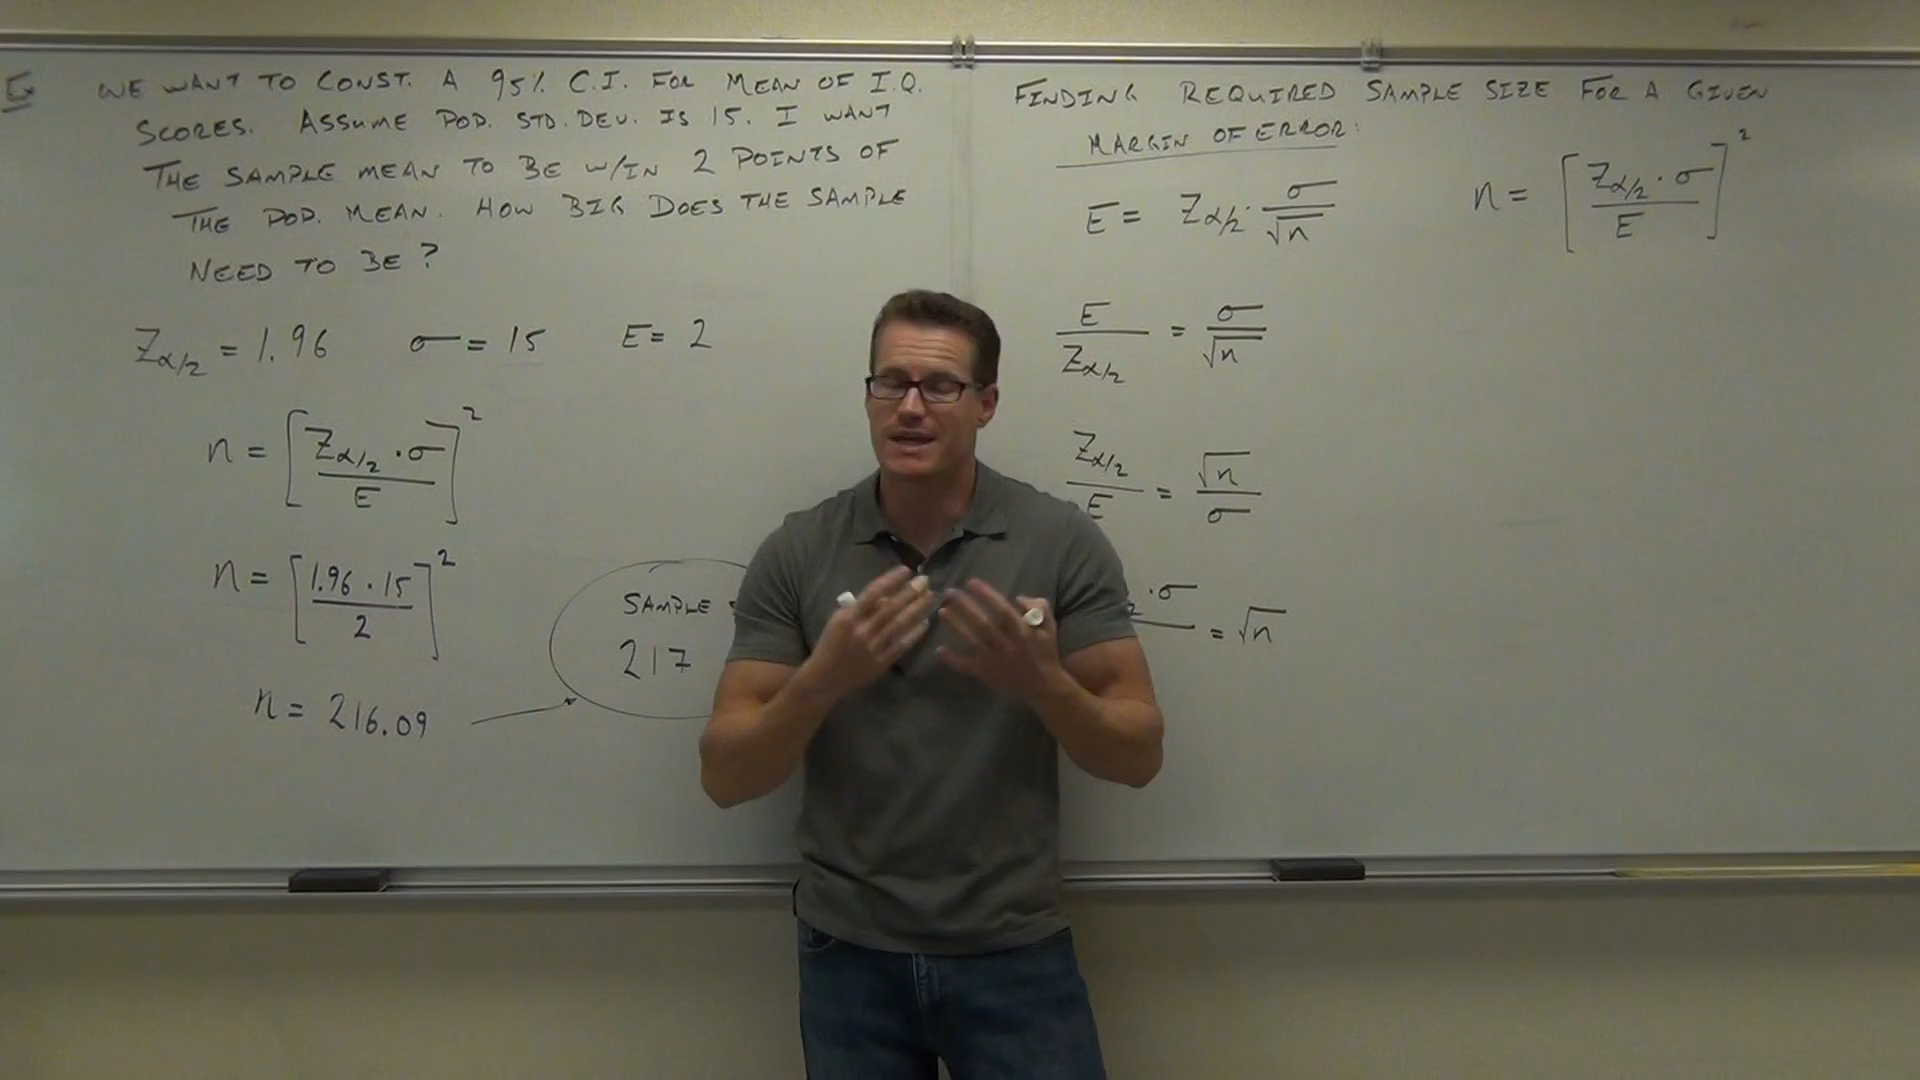 Ex WE WANT TO CONST. A 95% C.I. FOR MEAN OF I.Q.
SCORES. ASSUME POP. STD. DEV. IS 15. I WANT
THE SAMPLE MEAN TO BE W/IN 2 POINTS OF
THE POP. MEAN. HOW BIG DOES THE SAMPLE
NEED TO BE?
Zα/2 = 1.96 σ = 15 E = 2
n = [Zα/2 · σ / E]²
n = [1.96 · 15 / 2]²
n = 216.09
SAMPLE
217
FINDING REQUIRED SAMPLE SIZE FOR A GIVEN
MARGIN OF ERROR:
E = Zα/2 · σ/√n
E / Zα/2 = σ / √n
Zα/2 / E = √n / σ
2 · σ = √n
n = [Zα/2 · σ / E]²